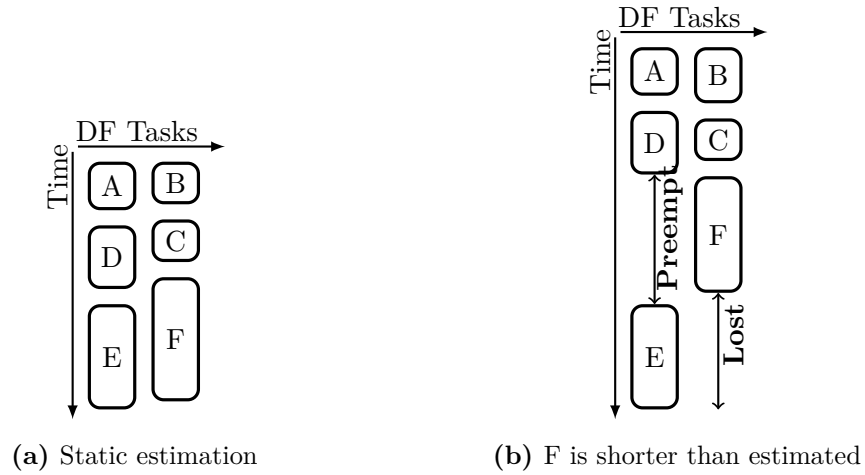 DF Tasks
Time
A
B
D
C
E
F
(a) Static estimation
DF Tasks
Time
A
B
D
C
Preempt
F
E
Lost
(b) F is shorter than estimated